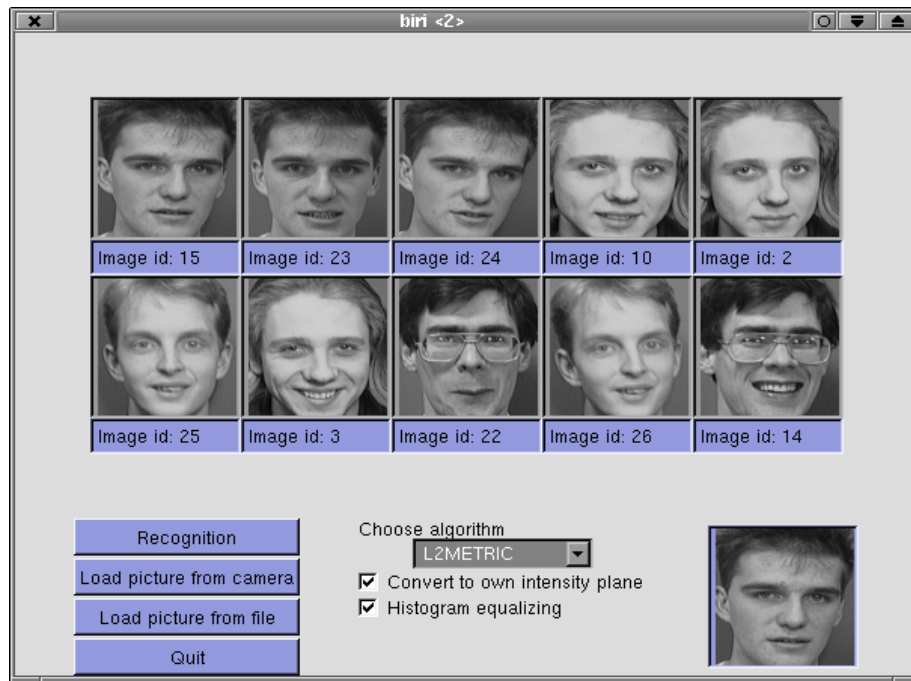 biri <2>
Image id: 15
Image id: 23
Image id: 24
Image id: 10
Image id: 2
Image id: 25
Image id: 3
Image id: 22
Image id: 26
Image id: 14
Recognition
Load picture from camera
Load picture from file
Quit
Choose algorithm
L2METRIC
Convert to own intensity plane
Histogram equalizing